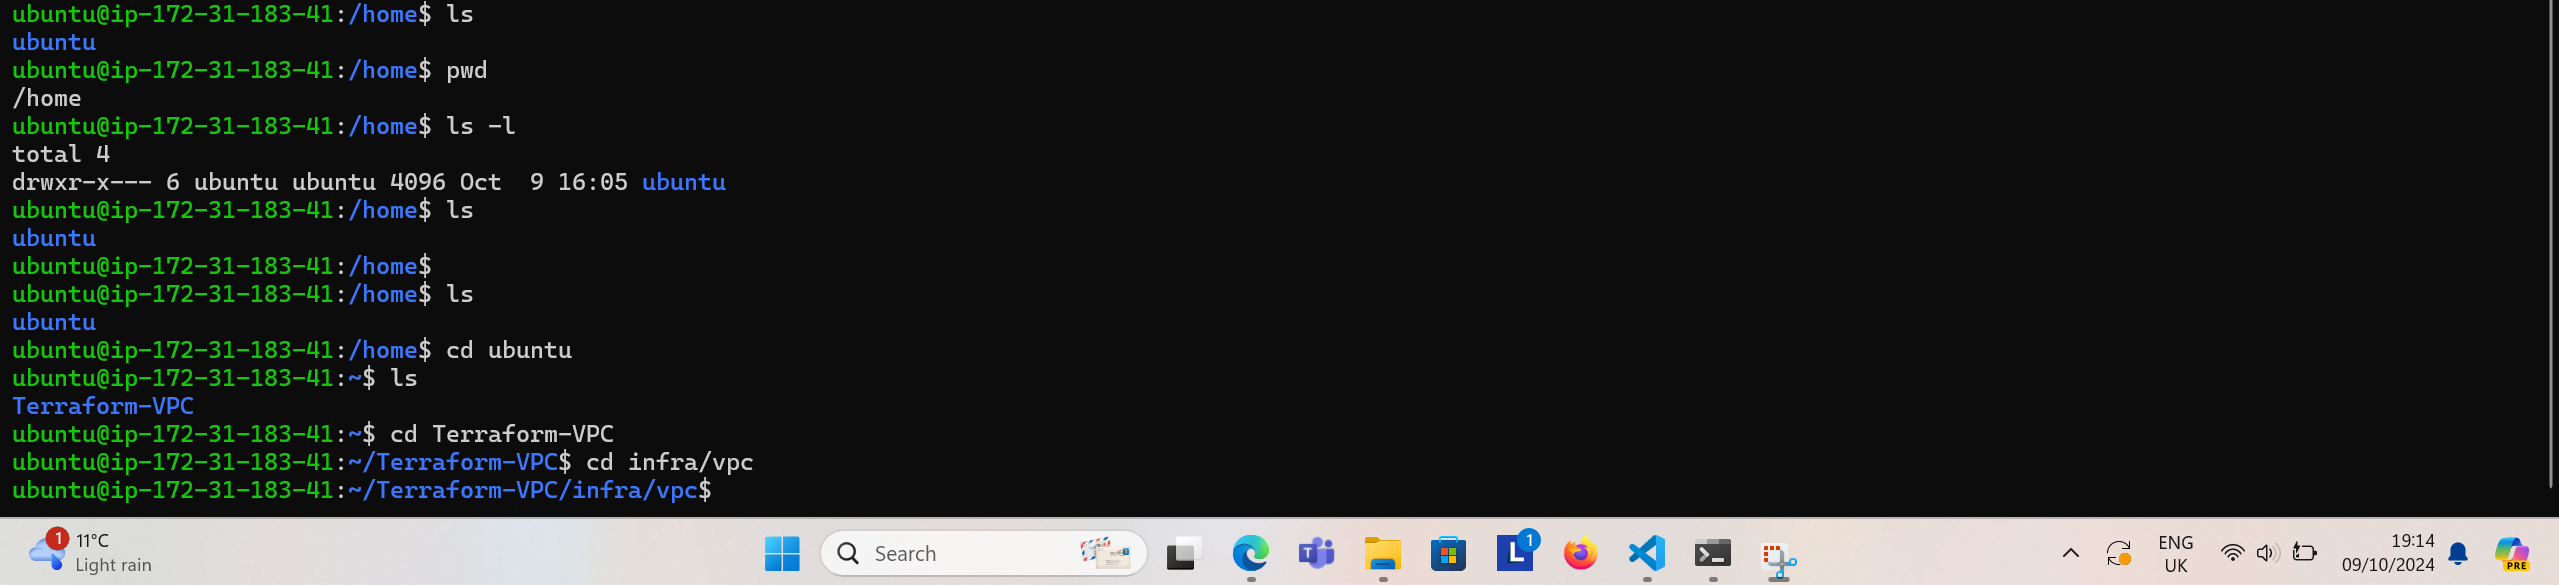 ubuntu@ip-172-31-183-41:/home$ ls
ubuntu
ubuntu@ip-172-31-183-41:/home$ pwd
/home
ubuntu@ip-172-31-183-41:/home$ ls -l
total 4
drwxr-x--- 6 ubuntu ubuntu 4096 Oct  9 16:05 ubuntu
ubuntu@ip-172-31-183-41:/home$ ls
ubuntu
ubuntu@ip-172-31-183-41:/home$
ubuntu@ip-172-31-183-41:/home$ ls
ubuntu
ubuntu@ip-172-31-183-41:/home$ cd ubuntu
ubuntu@ip-172-31-183-41:~$ ls
Terraform-VPC
ubuntu@ip-172-31-183-41:~$ cd Terraform-VPC
ubuntu@ip-172-31-183-41:~/Terraform-VPC$ cd infra/vpc
ubuntu@ip-172-31-183-41:~/Terraform-VPC/infra/vpc$
1
11°C
Light rain
Search
T
L
1
ENG
UK
19:14
09/10/2024
PRE